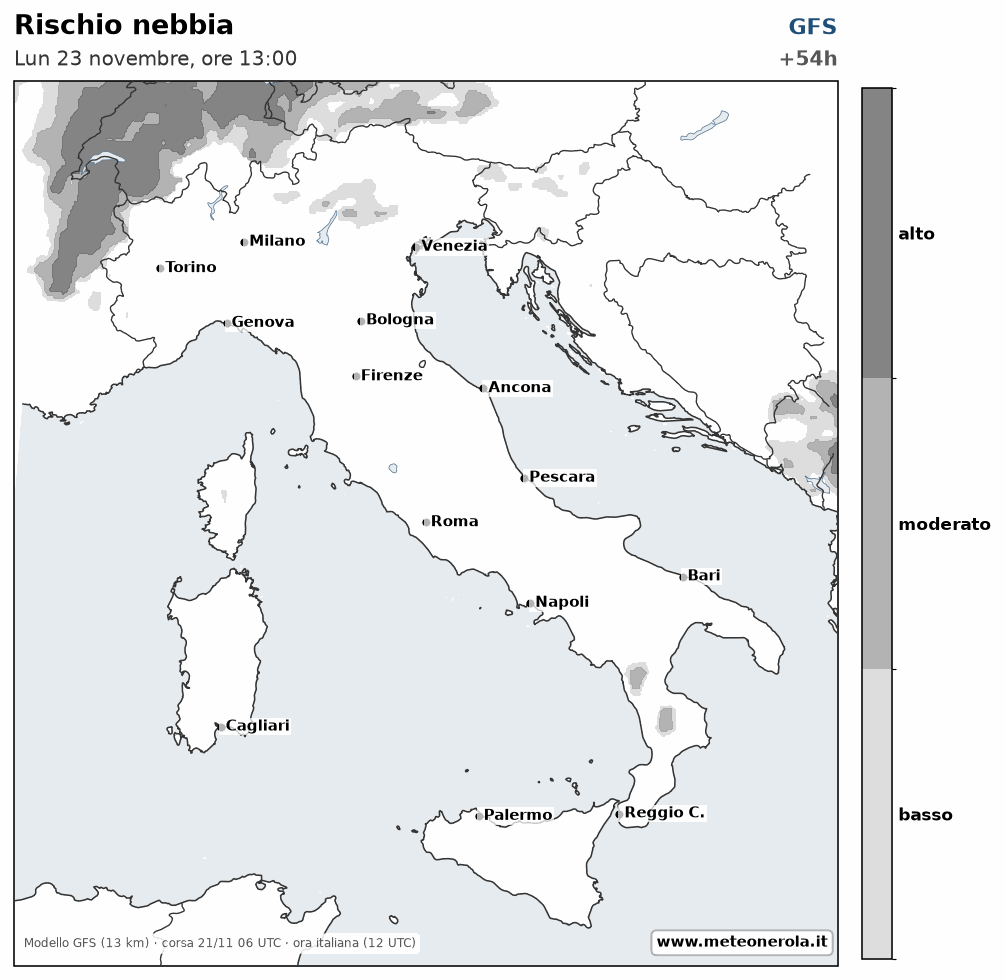 Rischio nebbia
GFS
Lun 23 novembre, ore 13:00
+54h
alto
Milano
Venezia
Torino
Genova
Bologna
Firenze
Ancona
Pescara
Roma
moderato
Bari
Napoli
Cagliari
Palermo
Reggio C.
basso
Modello GFS (13 km) · corsa 21/11 06 UTC · ora italiana (12 UTC)
www.meteonerola.it